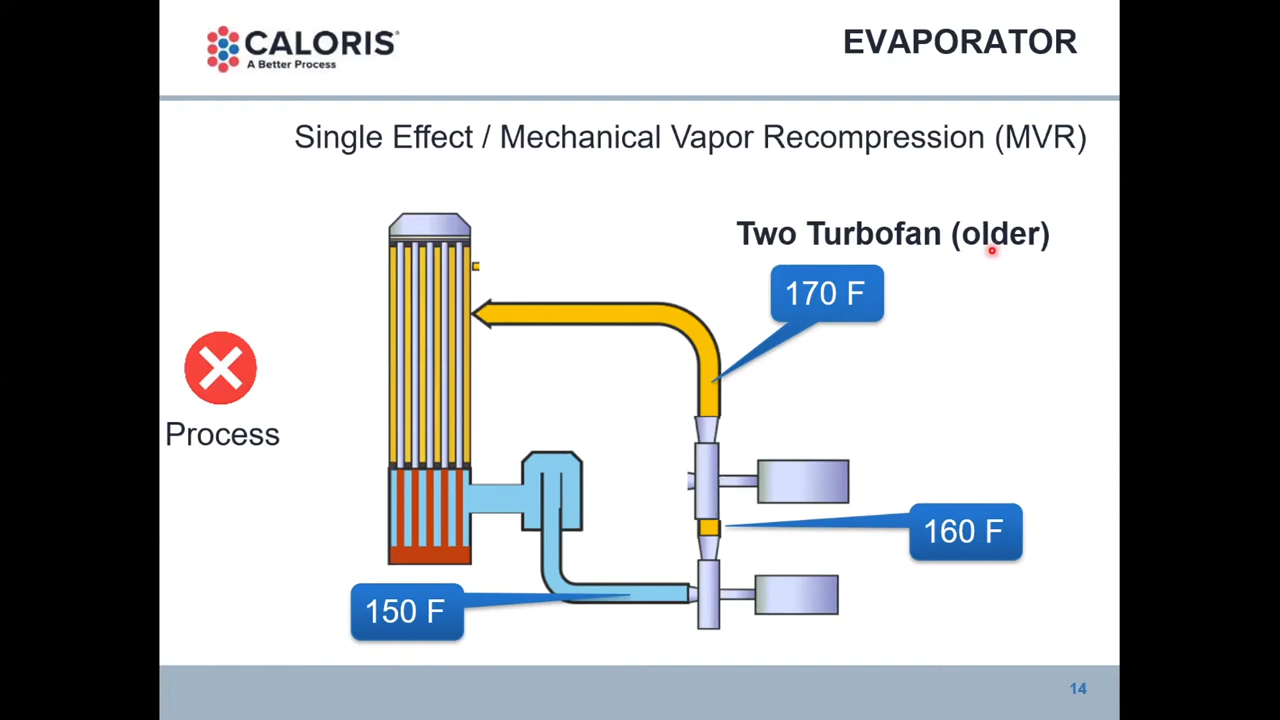 CALORIS
A Better Process
EVAPORATOR
Single Effect / Mechanical Vapor Recompression (MVR)
Two Turbofan (older)
170 F
Process
160 F
150 F
14